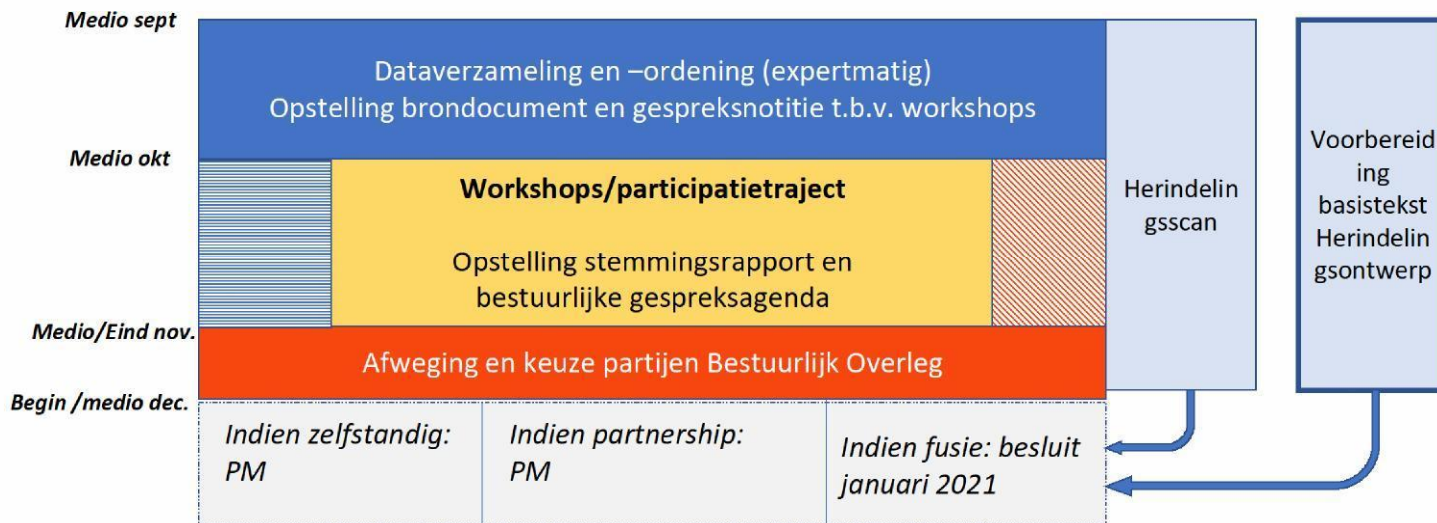 Medio sept
Dataverzameling en –ordening (expertmatig)
Opstelling brondocument en gespreksnotitie t.b.v. workshops
Medio okt
Workshops/participatietraject
Opstelling stemmingsrapport en
bestuurlijke gespreksagenda
Medio/Eind nov.
Afweging en keuze partijen Bestuurlijk Overleg
Begin /medio dec.
Indien zelfstandig:
PM
Indien partnership:
PM
Indien fusie: besluit
januari 2021
Herindelin
gsscan
Voorbereid
ing
basistekst
Herindelin
gsontwerp